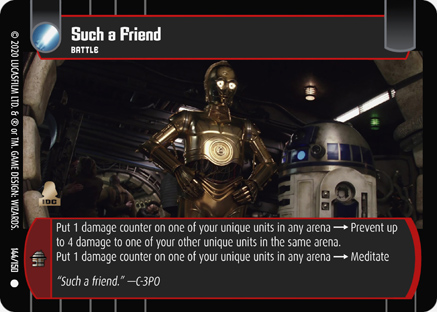 Such a Friend
BATTLE
© 2020 LUCASFILM LTD. & ® or TM. GAME DESIGN: WIZARDS.
144/150
100
Put 1 damage counter on one of your unique units in any arena → Prevent up
to 4 damage to one of your other unique units in the same arena.
Put 1 damage counter on one of your unique units in any arena → Meditate
“Such a friend.” —C-3PO